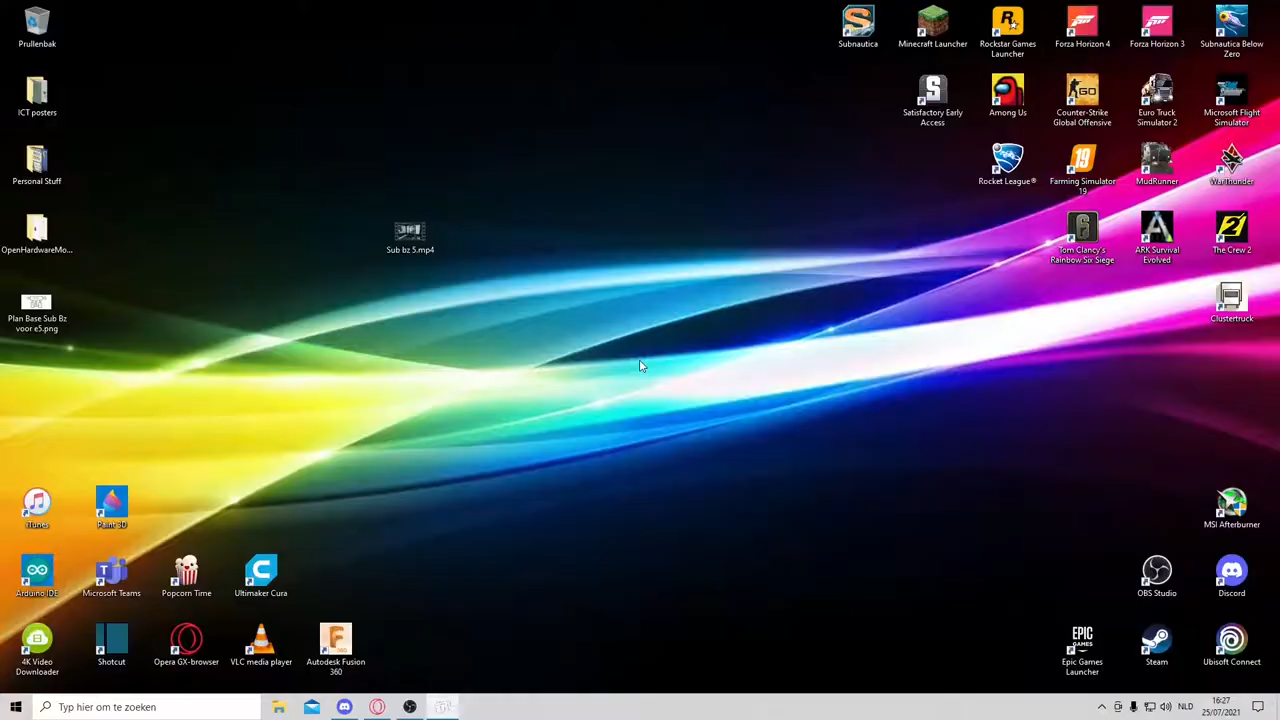 Prullenbak
Subnautica
Minecraft Launcher
Rockstar Games
Launcher
Forza Horizon 4
Forza Horizon 3
Subnautica Below
Zero
ICT posters
Satisfactory Early
Access
Among Us
Counter-Strike
Global Offensive
Euro Truck
Simulator 2
Microsoft Flight
Simulator
Personal Stuff
Rocket League®
Farming Simulator
19
MudRunner
WarThunder
OpenHardwareMo...
Sub bz 5.mp4
Tom Clancy's
Rainbow Six Siege
ARK Survival
Evolved
The Crew 2
Plan Base Sub Bz
voor e5.png
Clustertruck
iTunes
Paint 3D
MSI Afterburner
Arduino IDE
Microsoft Teams
Popcorn Time
Ultimaker Cura
OBS Studio
Discord
4K Video
Downloader
Shotcut
Opera GX-browser
VLC media player
Autodesk Fusion
360
EPIC
GAMES
Epic Games
Launcher
Steam
Ubisoft Connect
Typ hier om te zoeken
NLD
16:27
25/07/2021